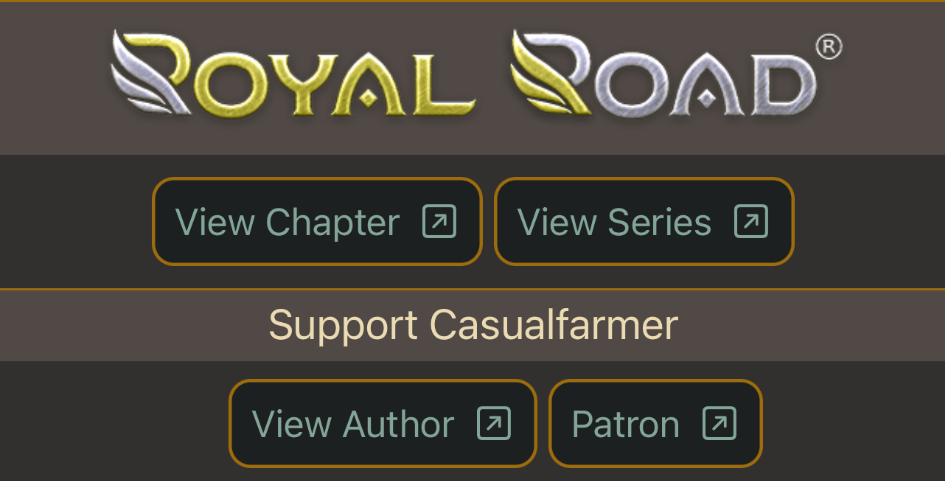 ROYAL ROAD®
View Chapter View Series
Support Casualfarmer
View Author Patron